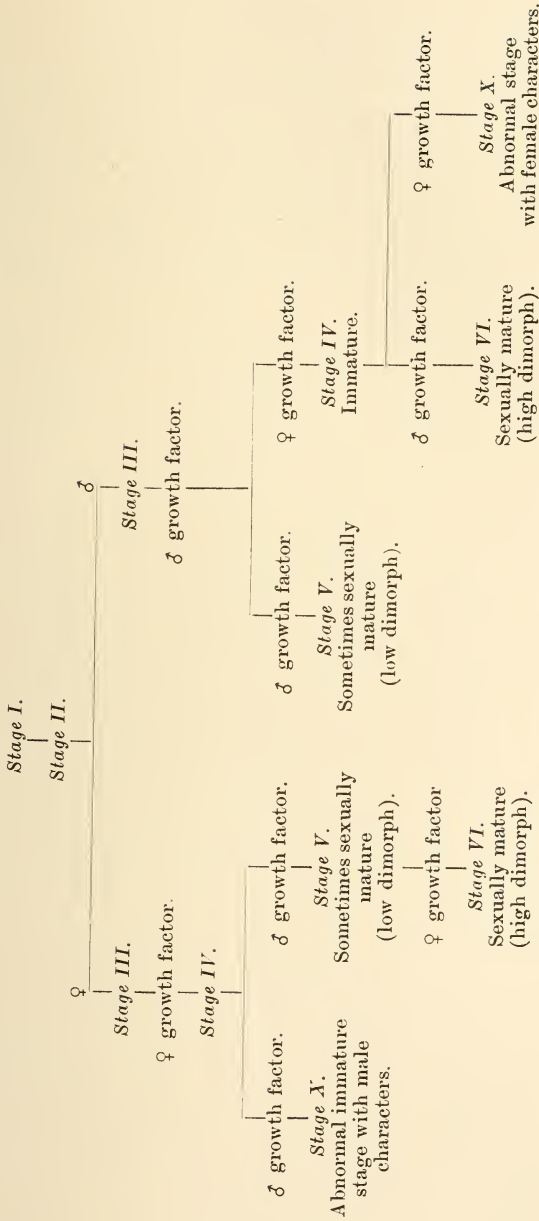 Stage I.
Stage II.
♀
Stage III.
♀ growth factor.
Stage IV.
♂ growth factor.
Stage X.
Abnormal immature
stage with male
characters.
♂ growth factor.
Stage V.
Sometimes sexually
mature
(low dimorph).
♀ growth factor
Stage VI.
Sexually mature
(high dimorph).
♂
Stage III.
♂ growth factor.
♂ growth factor.
Stage V.
Sometimes sexually
mature
(low dimorph).
♀ growth factor.
Stage IV.
Immature.
♂ growth factor.
Stage VI.
Sexually mature
(high dimorph).
♀ growth factor.
Stage X.
Abnormal stage
with female characters.